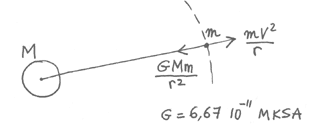 M
m
mV²
r
GMm
r²
G = 6,67 10⁻¹¹ MKSA